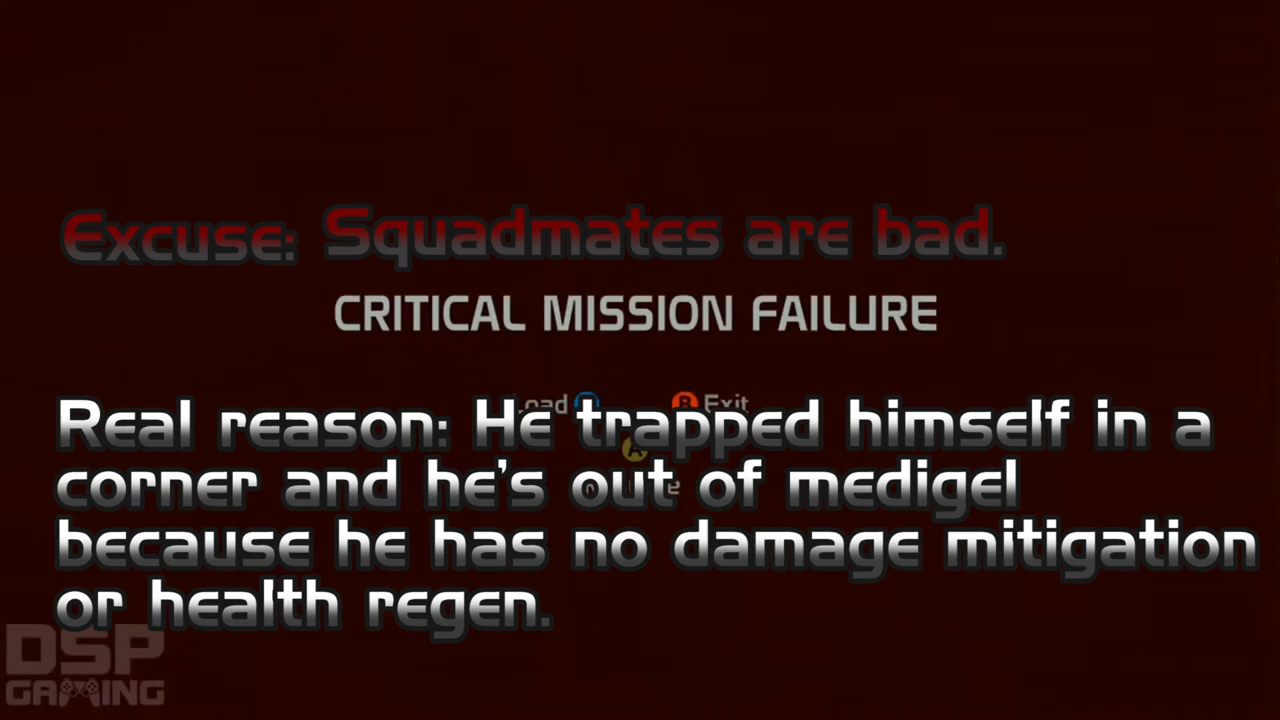 Excuse: Squadmates are bad.
CRITICAL MISSION FAILURE
Load B Exit
Real reason: He trapped himself in a
A
corner and he's out of medigel
because he has no damage mitigation
or health regen.
DSP
GAMING